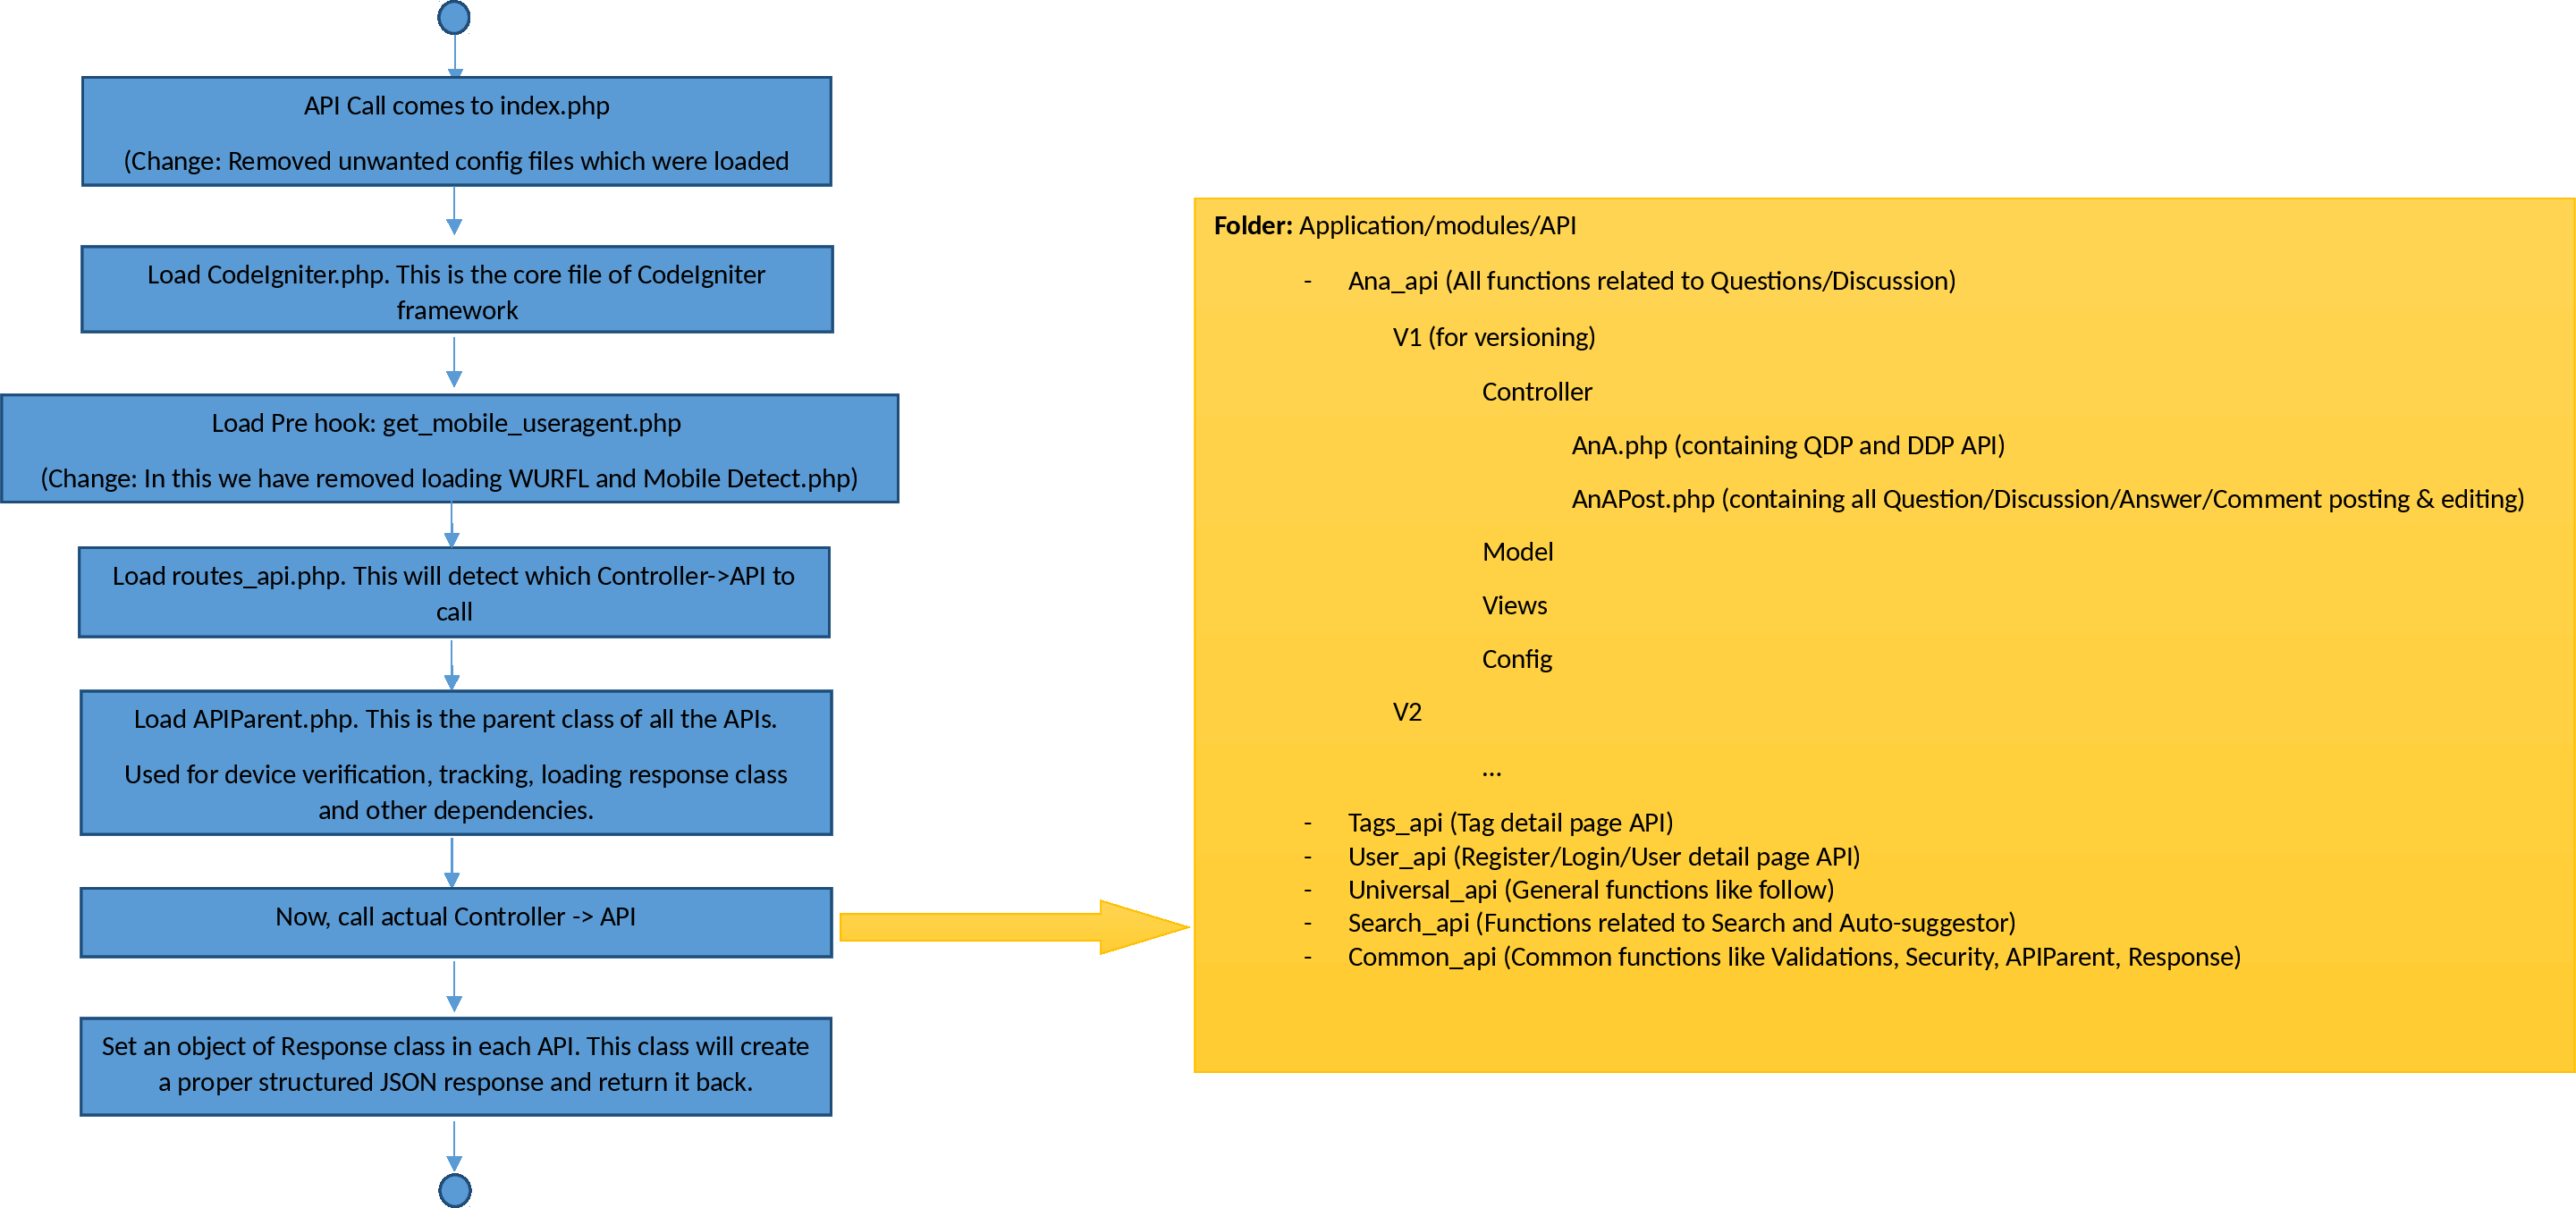 API Call comes to index.php
(Change: Removed unwanted config files which were loaded
Load CodeIgniter.php. This is the core file of CodeIgniter
framework
Load Pre hook: get_mobile_useragent.php
(Change: In this we have removed loading WURFL and Mobile Detect.php)
Load routes_api.php. This will detect which Controller->API to
call
Load APIParent.php. This is the parent class of all the APIs.
Used for device verification, tracking, loading response class
and other dependencies.
Now, call actual Controller -> API
Set an object of Response class in each API. This class will create
a proper structured JSON response and return it back.
Folder: Application/modules/API
- Ana_api (All functions related to Questions/Discussion)
V1 (for versioning)
Controller
AnA.php (containing QDP and DDP API)
AnAPost.php (containing all Question/Discussion/Answer/Comment posting & editing)
Model
Views
Config
V2
...
- Tags_api (Tag detail page API)
- User_api (Register/Login/User detail page API)
- Universal_api (General functions like follow)
- Search_api (Functions related to Search and Auto-suggestor)
- Common_api (Common functions like Validations, Security, APIParent, Response)